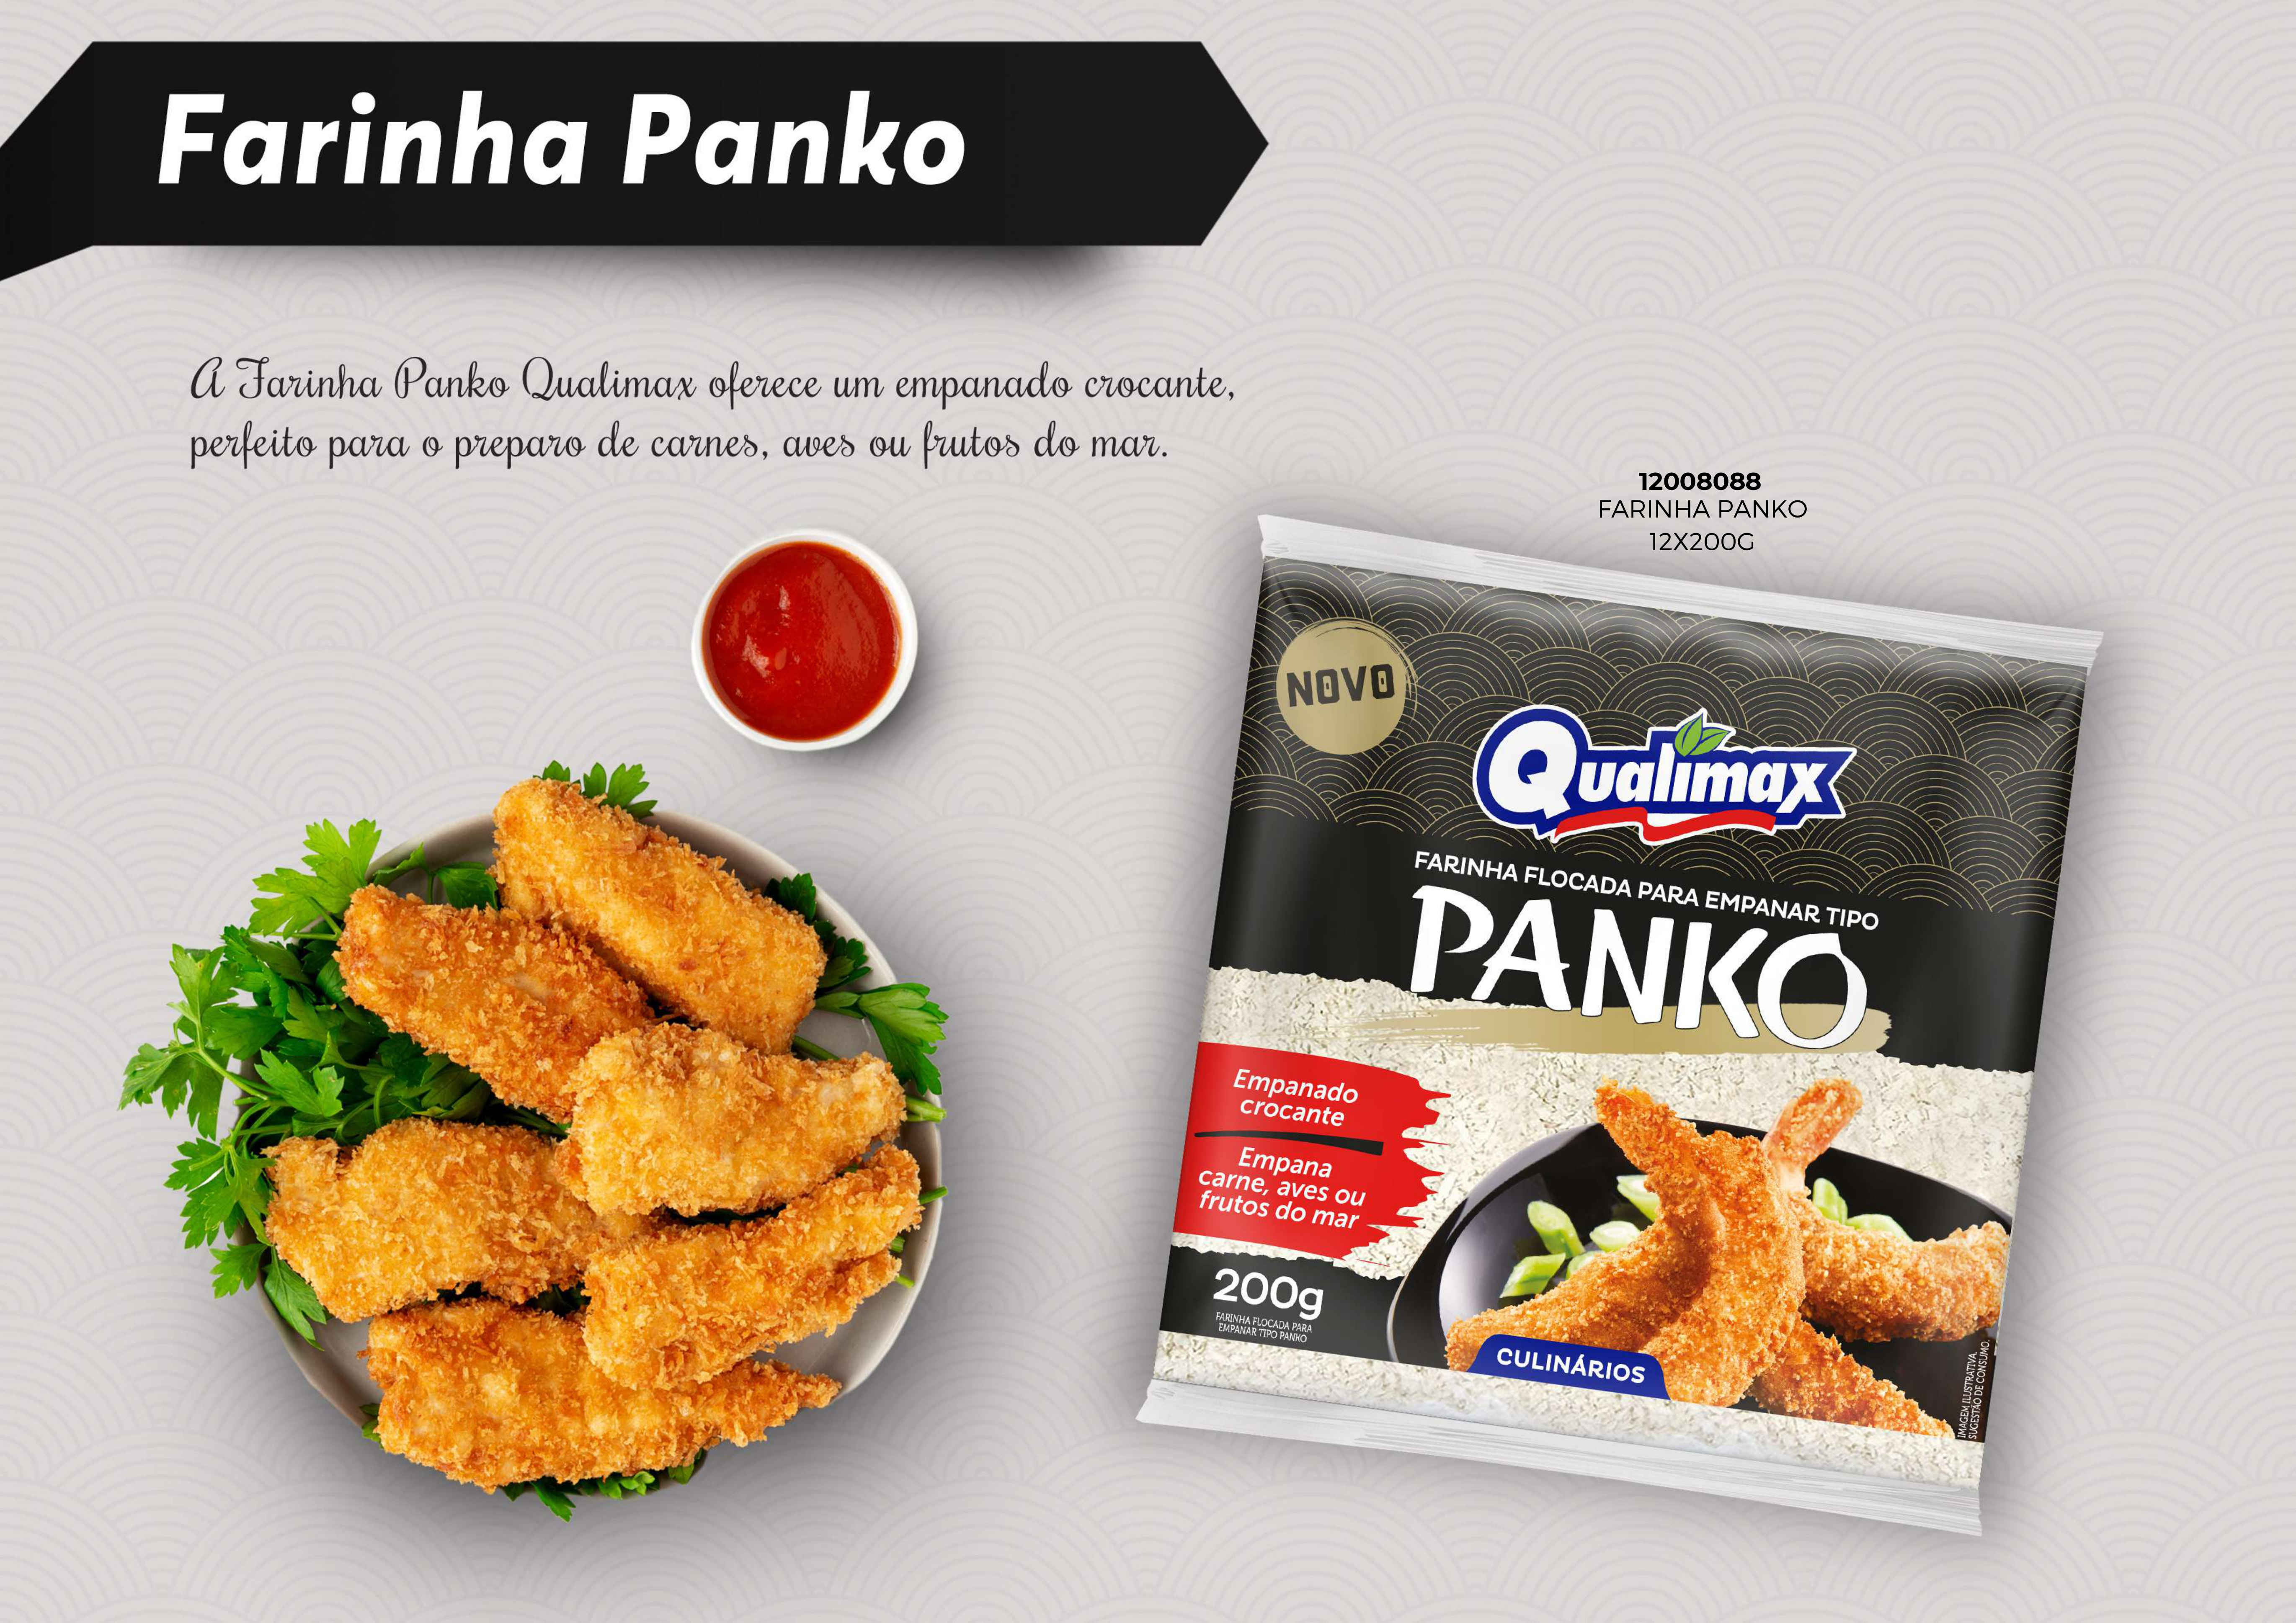 Farinha Panko
A Farinha Panko Qualimax oferece um empanado crocante,
perfeito para o preparo de carnes, aves ou frutos do mar.
12008088
FARINHA PANKO
12X200G
NOVO
Qualimax
FARINHA FLOCADA PARA EMPANAR TIPO
PANKO
Empanado
crocante
Empana
carne, aves ou
frutos do mar
200g
FARINHA FLOCADA PARA
EMPANAR TIPO PANKO
CULINÁRIOS
IMAGEM ILUSTRATIVA.
SUGESTÃO DE CONSUMO.